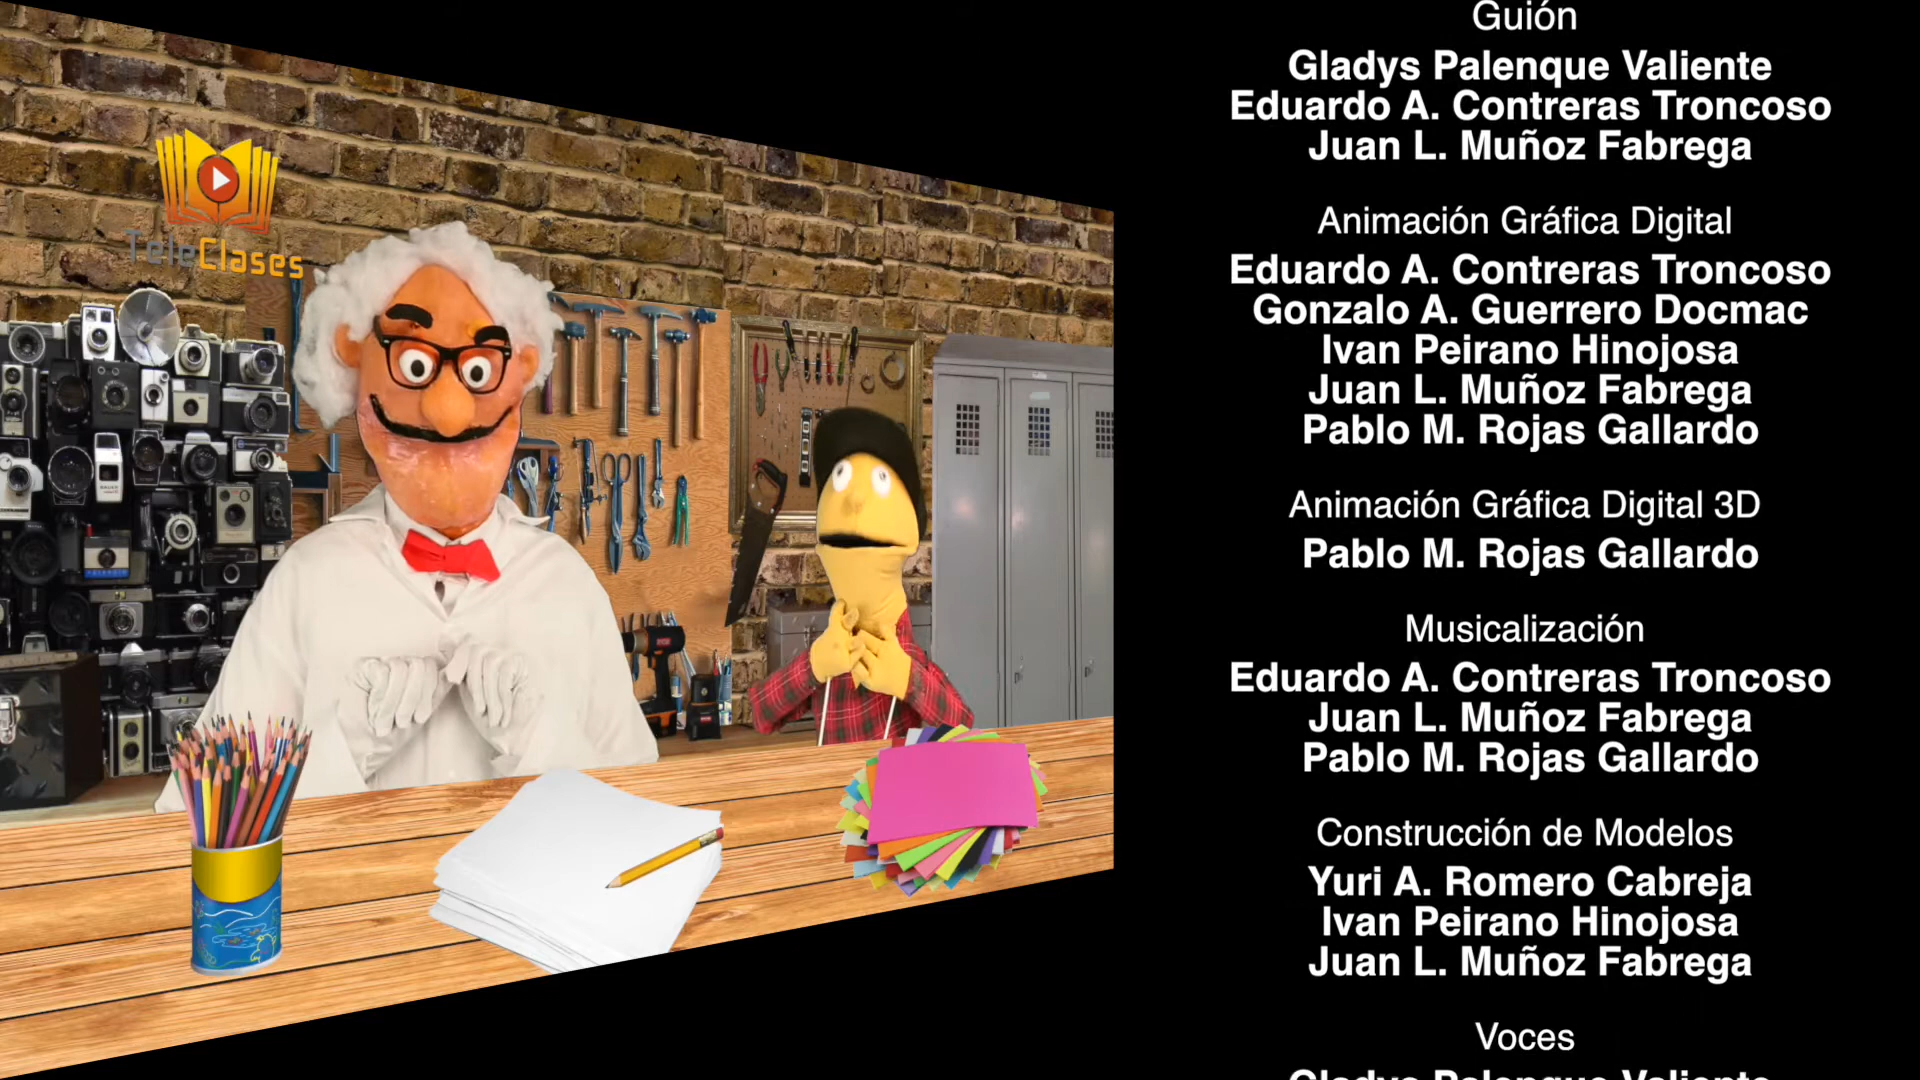 TeleClases
Guión
Gladys Palenque Valiente
Eduardo A. Contreras Troncoso
Juan L. Muñoz Fabrega
Animación Gráfica Digital
Eduardo A. Contreras Troncoso
Gonzalo A. Guerrero Docmac
Ivan Peirano Hinojosa
Juan L. Muñoz Fabrega
Pablo M. Rojas Gallardo
Animación Gráfica Digital 3D
Pablo M. Rojas Gallardo
Musicalización
Eduardo A. Contreras Troncoso
Juan L. Muñoz Fabrega
Pablo M. Rojas Gallardo
Construcción de Modelos
Yuri A. Romero Cabreja
Ivan Peirano Hinojosa
Juan L. Muñoz Fabrega
Voces
Gladys Palenque Valiente